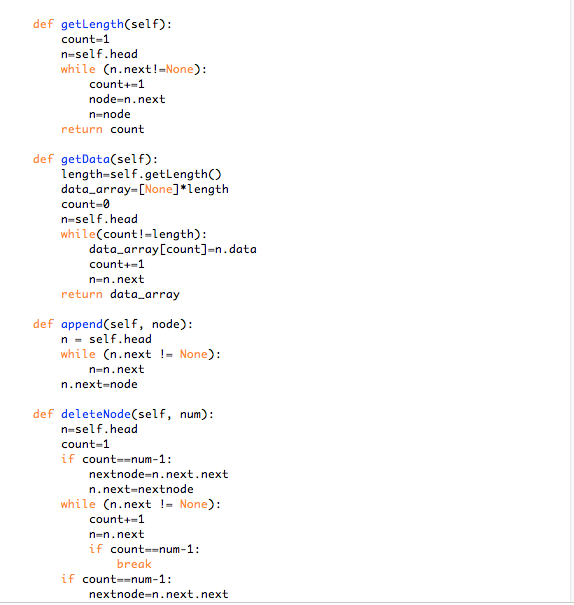 def getLength(self):
    count=1
    n=self.head
    while (n.next!=None):
        count+=1
        node=n.next
        n=node
    return count

def getData(self):
    length=self.getLength()
    data_array=[None]*length
    count=0
    n=self.head
    while(count!=length):
        data_array[count]=n.data
        count+=1
        n=n.next
    return data_array

def append(self, node):
    n = self.head
    while (n.next != None):
        n=n.next
    n.next=node

def deleteNode(self, num):
    n=self.head
    count=1
    if count==num-1:
        nextnode=n.next.next
        n.next=nextnode
    while (n.next != None):
        count+=1
        n=n.next
        if count==num-1:
            break
    if count==num-1:
        nextnode=n.next.next